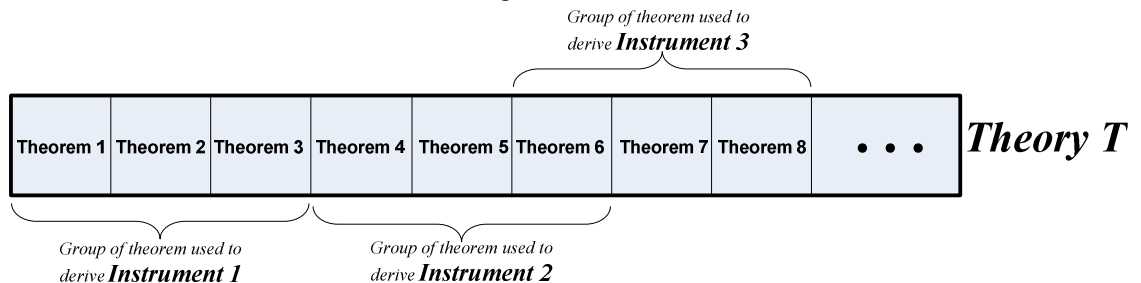 Group of theorem used to
derive Instrument 3
Theorem 1 Theorem 2 Theorem 3 Theorem 4 Theorem 5 Theorem 6 Theorem 7 Theorem 8 • • • Theory T
Group of theorem used to
derive Instrument 1
Group of theorem used to
derive Instrument 2